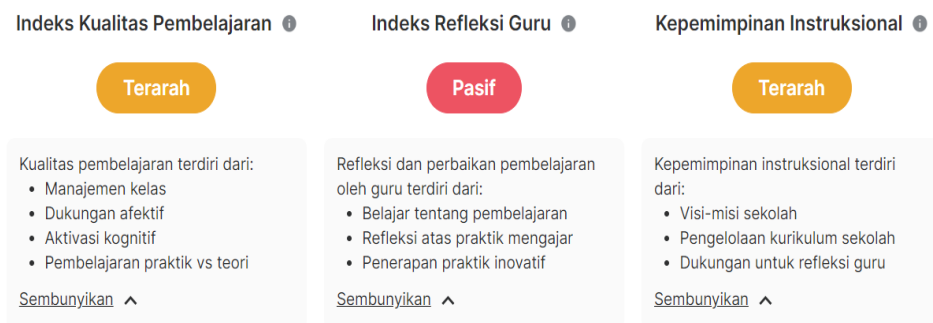 Indeks Kualitas Pembelajaran
Terarah
Kualitas pembelajaran terdiri dari:
• Manajemen kelas
• Dukungan afektif
• Aktivasi kognitif
• Pembelajaran praktik vs teori
Sembunyikan
Indeks Refleksi Guru
Pasif
Refleksi dan perbaikan pembelajaran
oleh guru terdiri dari:
• Belajar tentang pembelajaran
• Refleksi atas praktik mengajar
• Penerapan praktik inovatif
Sembunyikan
Kepemimpinan Instruksional
Terarah
Kepemimpinan instruksional terdiri
dari:
• Visi-misi sekolah
• Pengelolaan kurikulum sekolah
• Dukungan untuk refleksi guru
Sembunyikan